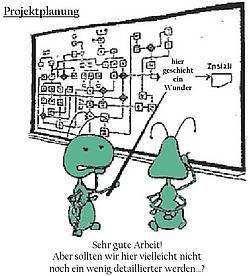 Projektplanung
hier
geschieht
ein
Wunder
Sehr gute Arbeit!
Aber sollten wir hier vielleicht nicht
noch ein wenig detaillierter werden..?